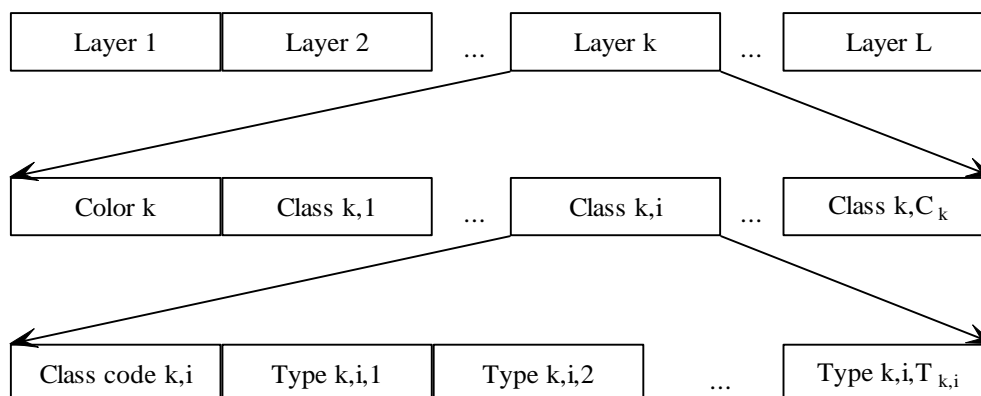 Layer 1 Layer 2 ... Layer k ... Layer L
Color k Class k,1 ... Class k,i ... Class k,C k
Class code k,i Type k,i,1 Type k,i,2 ... Type k,i,T k,i